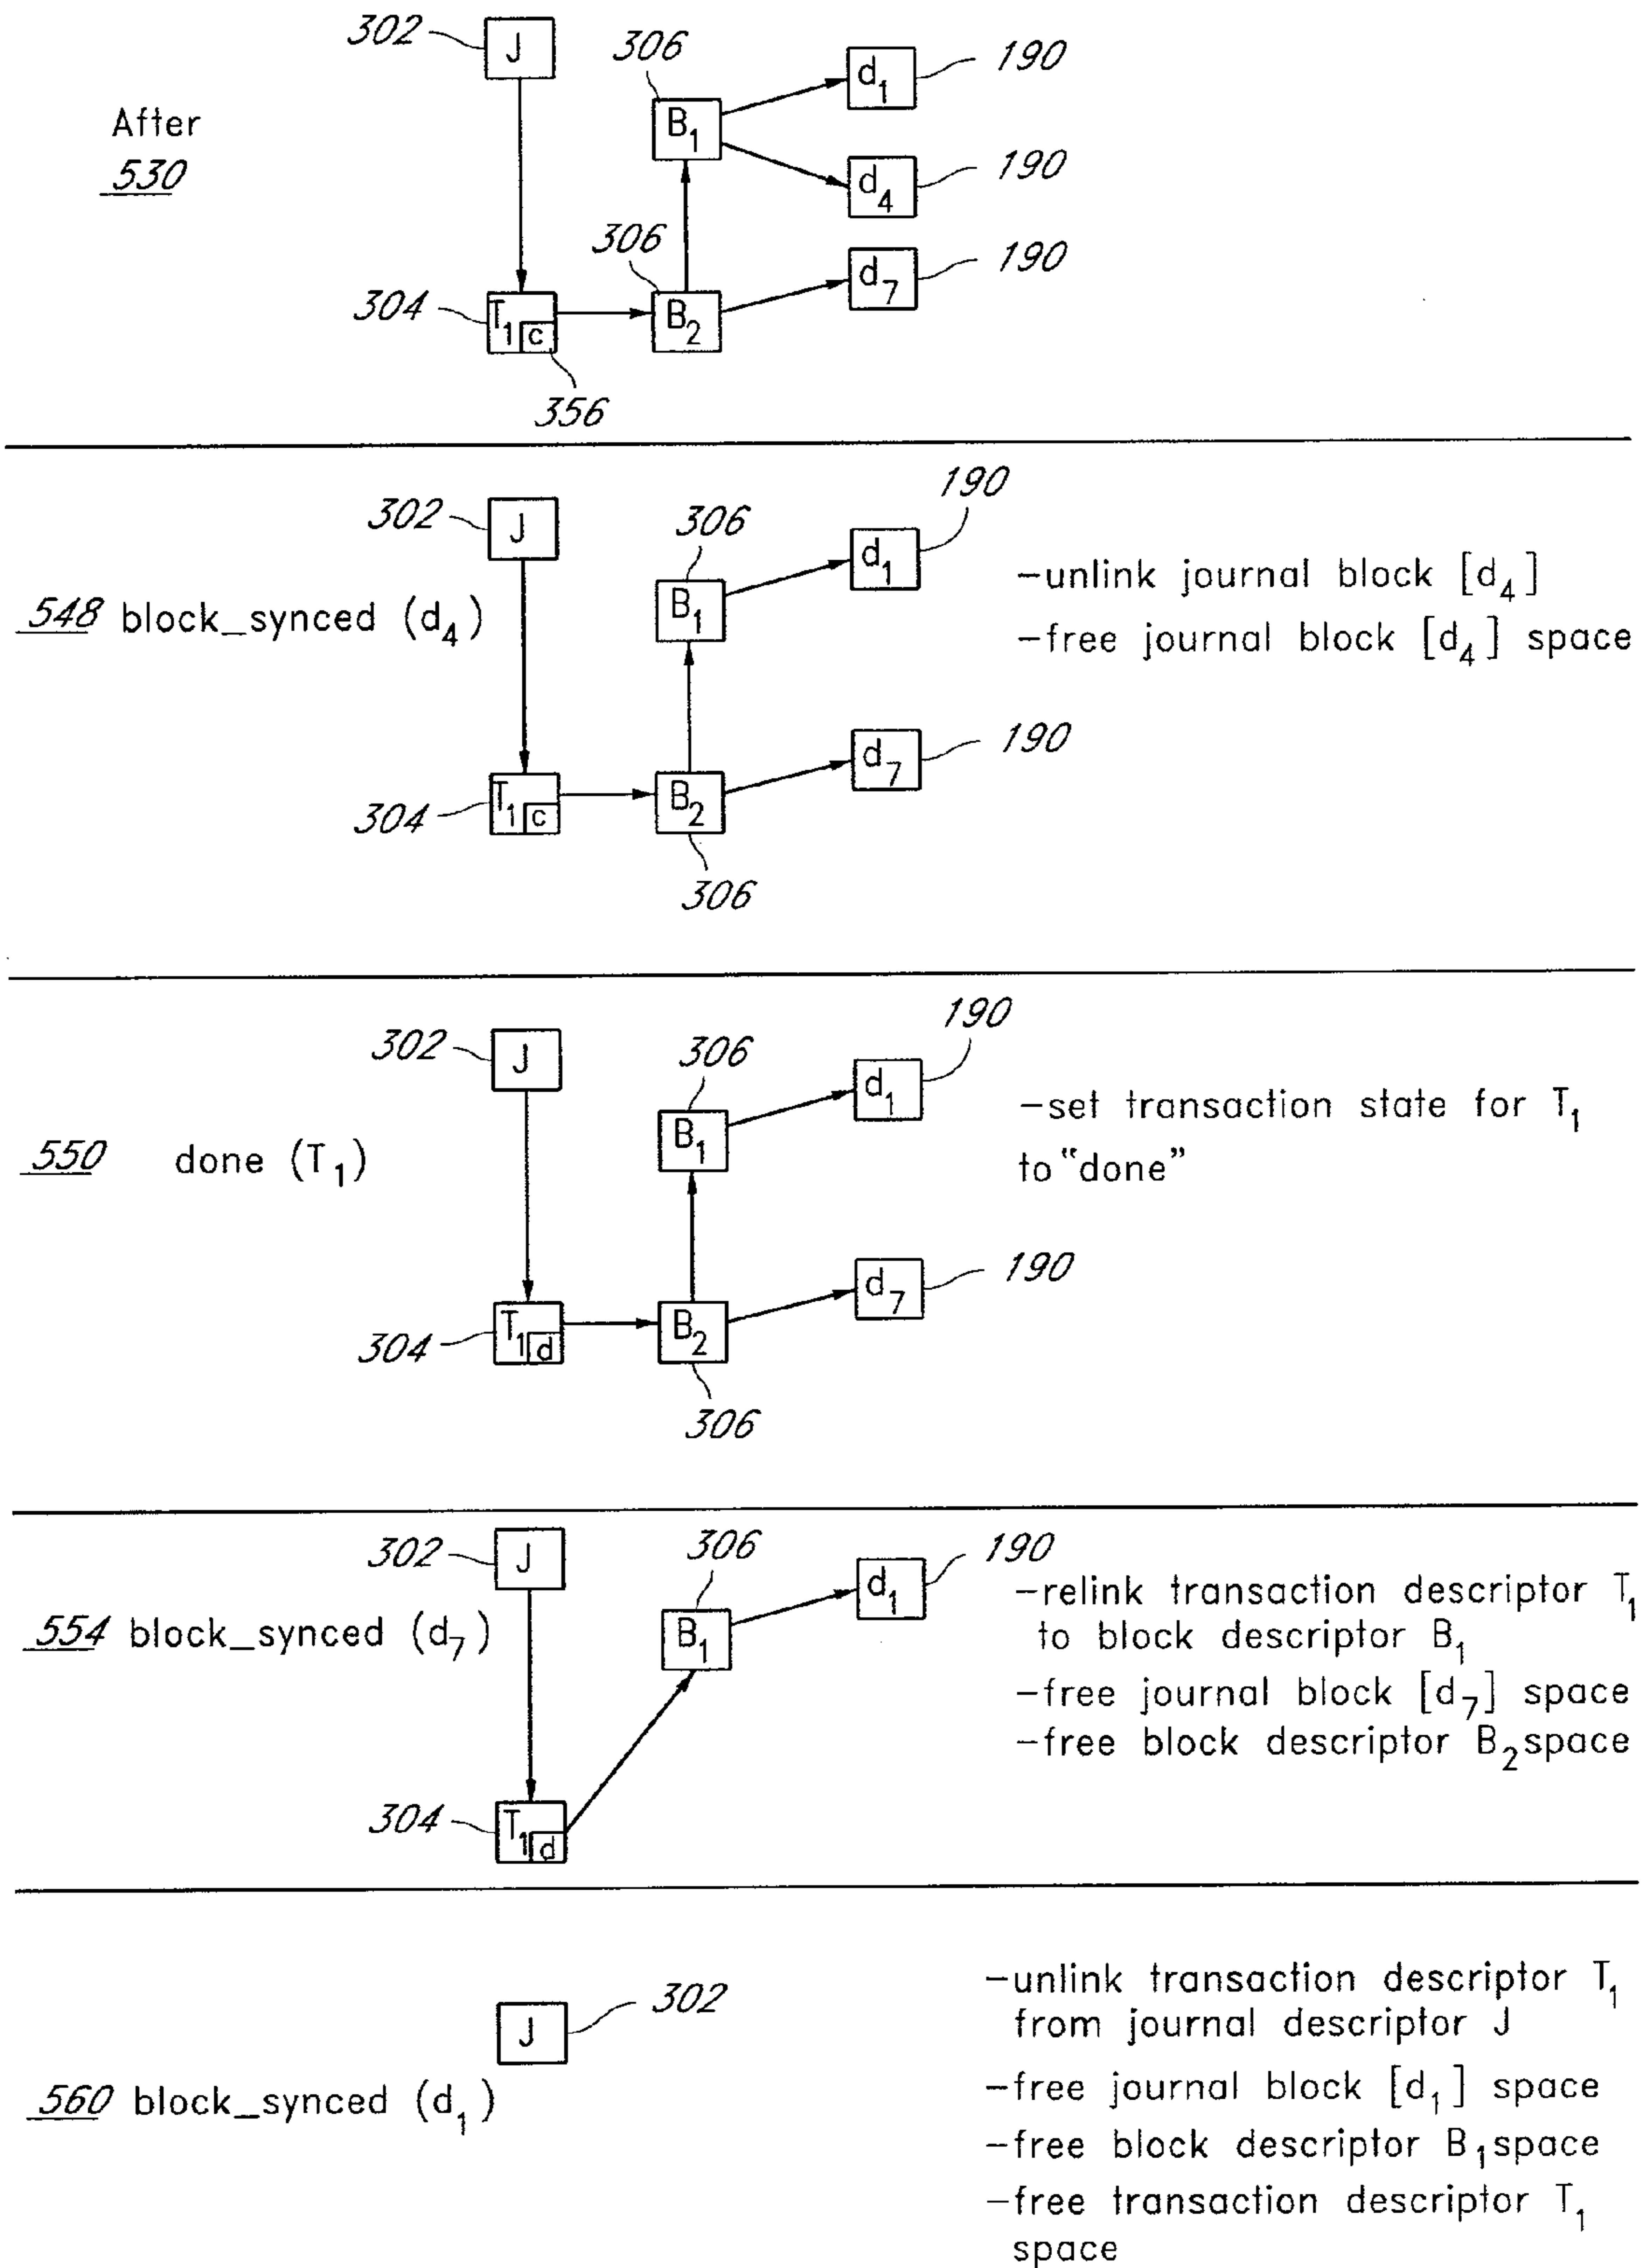 302
J
306
d1
190
After
530
B1
d4
190
306
d7
190
304
T1 c
B2
356
302
J
306
190
d1
548 block_synced (d4)
B1
-unlink journal block [d4]
-free journal block [d4] space
d7
190
304
T1 c
B2
306
302
J
306
190
d1
550 done (T1)
B1
-set transaction state for T1
to "done"
d7
190
304
T1 d
B2
306
302
J
306
190
d1
554 block_synced (d7)
B1
-relink transaction descriptor T1
to block descriptor B1
-free journal block [d7] space
-free block descriptor B2 space
304
T1 d
302
J
560 block_synced (d1)
-unlink transaction descriptor T1
from journal descriptor J
-free journal block [d1] space
-free block descriptor B1 space
-free transaction descriptor T1
space